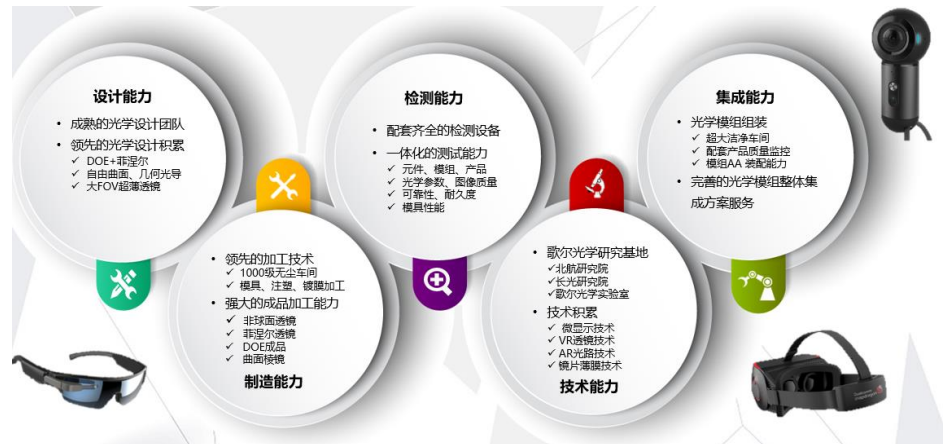 设计能力
• 成熟的光学设计团队
• 领先的光学设计积累
✓ DOE+菲涅尔
✓ 自由曲面、几何光导
✓ 大FOV超薄透镜
• 领先的加工技术
✓ 1000级无尘车间
✓ 模具、注塑、镀膜加工
• 强大的成品加工能力
✓ 非球面透镜
✓ 菲涅尔透镜
✓ DOE成品
✓ 曲面棱镜
制造能力
检测能力
• 配套齐全的检测设备
• 一体化的测试能力
✓ 元件、模组、产品
✓ 光学参数、图像质量
✓ 可靠性、耐久度
✓ 模具性能
• 歌尔光学研究基地
✓北航研究院
✓长光研究院
✓歌尔光学实验室
• 技术积累
✓ 微显示技术
✓ VR透镜技术
✓ AR光路技术
✓ 镜片薄膜技术
技术能力
集成能力
• 光学模组组装
✓ 超大洁净车间
✓ 配套产品质量监控
✓ 模组AA 装配能力
• 完善的光学模组整体集
成方案服务